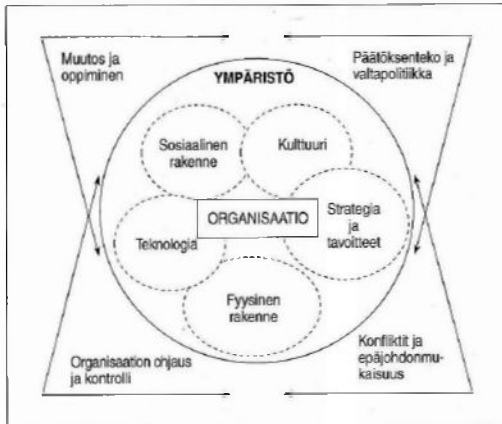 Muutos ja
oppiminen
Päätöksenteko ja
valtapolitiikka
YMPÄRISTÖ
Sosiaalinen
rakenne
Kulttuuri
ORGANISAATIO
Strategia
ja
tavoitteet
Teknologia
Fyysinen
rakenne
Organisaation ohjaus
ja kontrolli
Konfliktit ja
epäjohdonmu-
kaisuus